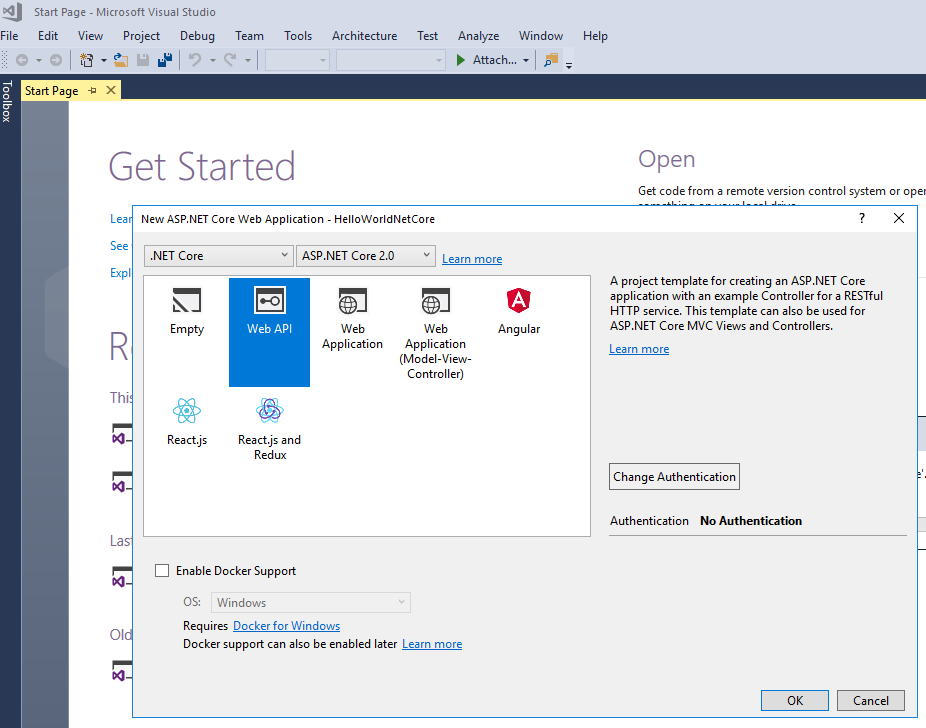 Start Page - Microsoft Visual Studio
File Edit View Project Debug Team Tools Architecture Test Analyze Window Help
Attach...
Toolbox
Start Page
Get Started
Open
Get code from a remote version control system or open
something on your local drive.
Lear
See
Expl
R
This
Last
Old
New ASP.NET Core Web Application - HelloWorldNetCore
? 
.NET Core
ASP.NET Core 2.0
Learn more
Empty
Web API
Web
Application
Web
Application
(Model-View-
Controller)
Angular
React.js
React.js and
Redux
A project template for creating an ASP.NET Core
application with an example Controller for a RESTful
HTTP service. This template can also be used for
ASP.NET Core MVC Views and Controllers.
Learn more
Change Authentication
Authentication No Authentication
Enable Docker Support
OS: Windows
Requires Docker for Windows
Docker support can also be enabled later Learn more
OK
Cancel